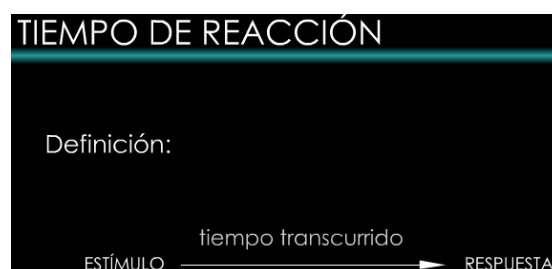 TIEMPO DE REACCIÓN
Definición:
tiempo transcurrido
ESTÍMULO RESPUESTA